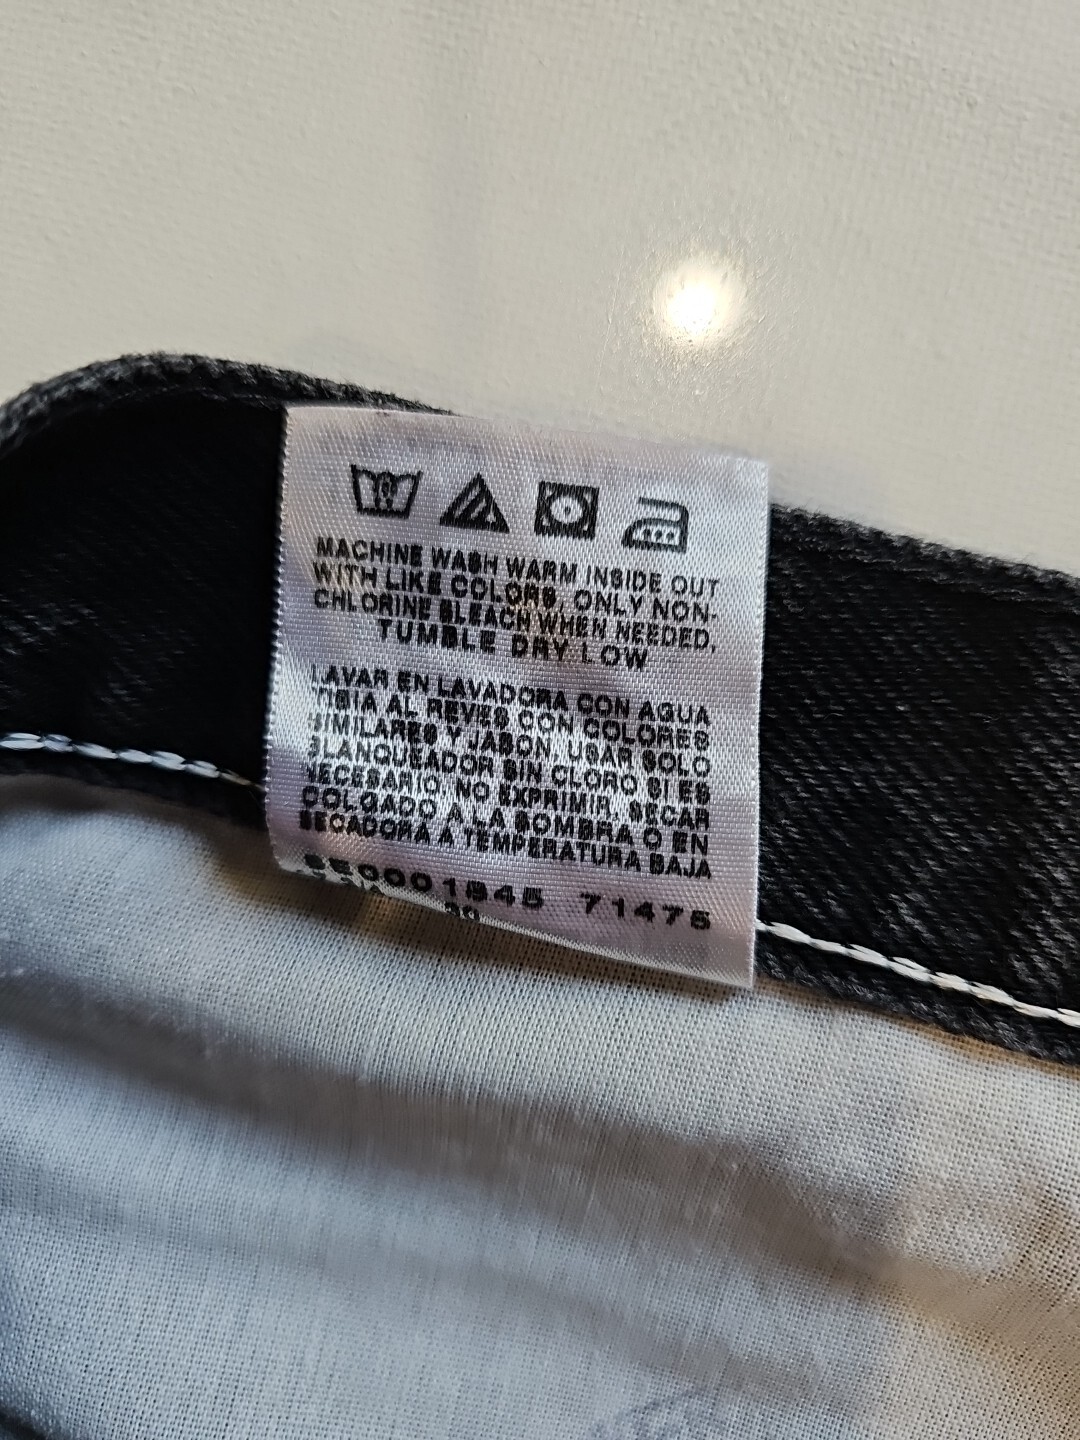 MACHINE WASH WARM INSIDE OUT
WITH LIKE COLORS, ONLY NON-
CHLORINE BLEACH WHEN NEEDED,
TUMBLE DRY LOW
LAVAR EN LAVADORA CON AGUA
TIBIA AL REVES CON COLORES
SIMILARES Y JABON, USAR SOLO
BLANQUEADOR SIN CLORO SI ES
NECESARIO, NO EXPRIMIR, SECAR
COLGADO A LA SOMBRA O EN
SECADORA A TEMPERATURA BAJA
71475